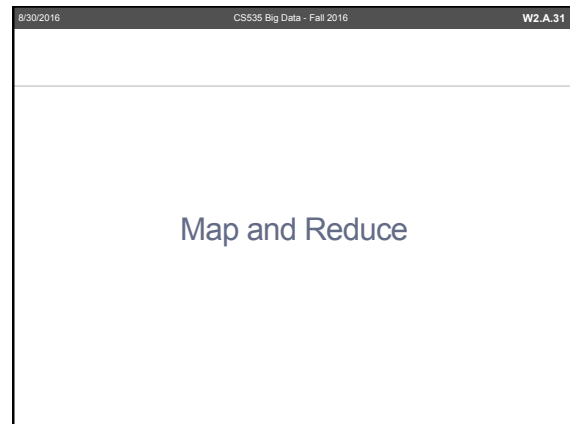 8/30/2016 CS535 Big Data - Fall 2016 W2.A.31
Map and Reduce